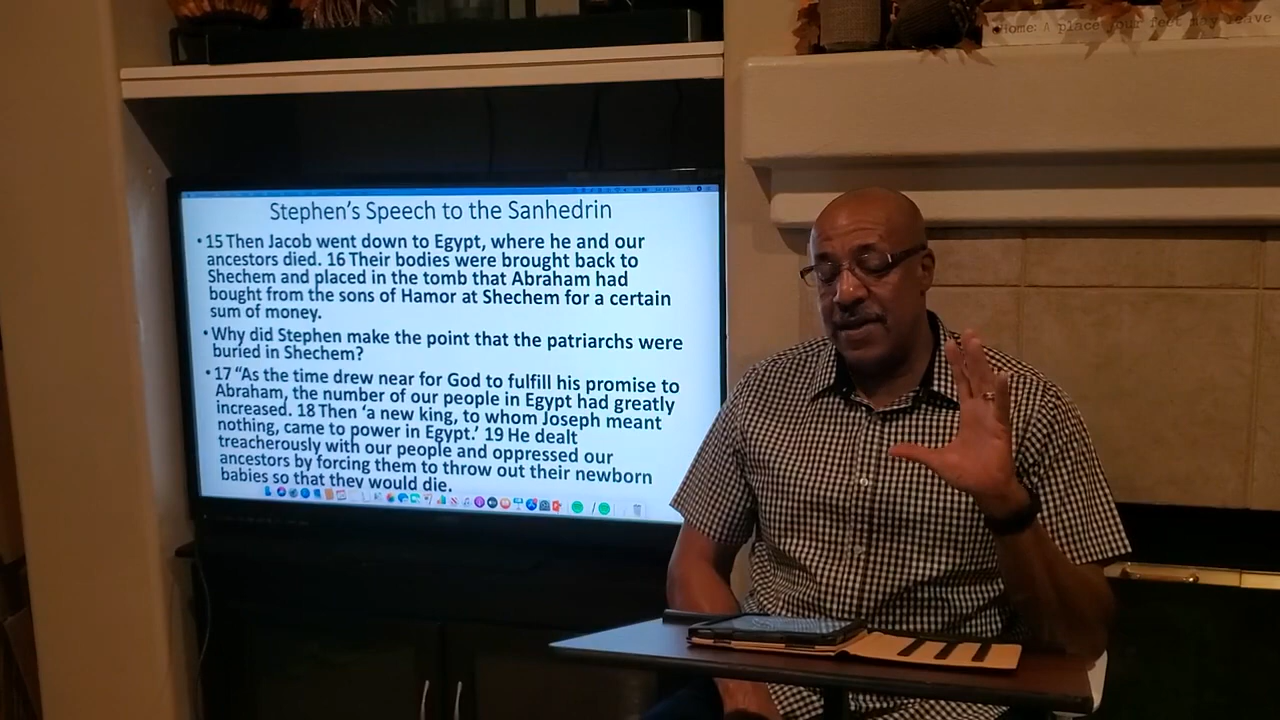 Home: A place your feet may leave
Stephen's Speech to the Sanhedrin
• 15 Then Jacob went down to Egypt, where he and our
ancestors died. 16 Their bodies were brought back to
Shechem and placed in the tomb that Abraham had
bought from the sons of Hamor at Shechem for a certain
sum of money.
• Why did Stephen make the point that the patriarchs were
buried in Shechem?
• 17 “As the time drew near for God to fulfill his promise to
Abraham, the number of our people in Egypt had greatly
increased. 18 Then ‘a new king, to whom Joseph meant
nothing, came to power in Egypt.’ 19 He dealt
treacherously with our people and oppressed our
ancestors by forcing them to throw out their newborn
babies so that they would die.